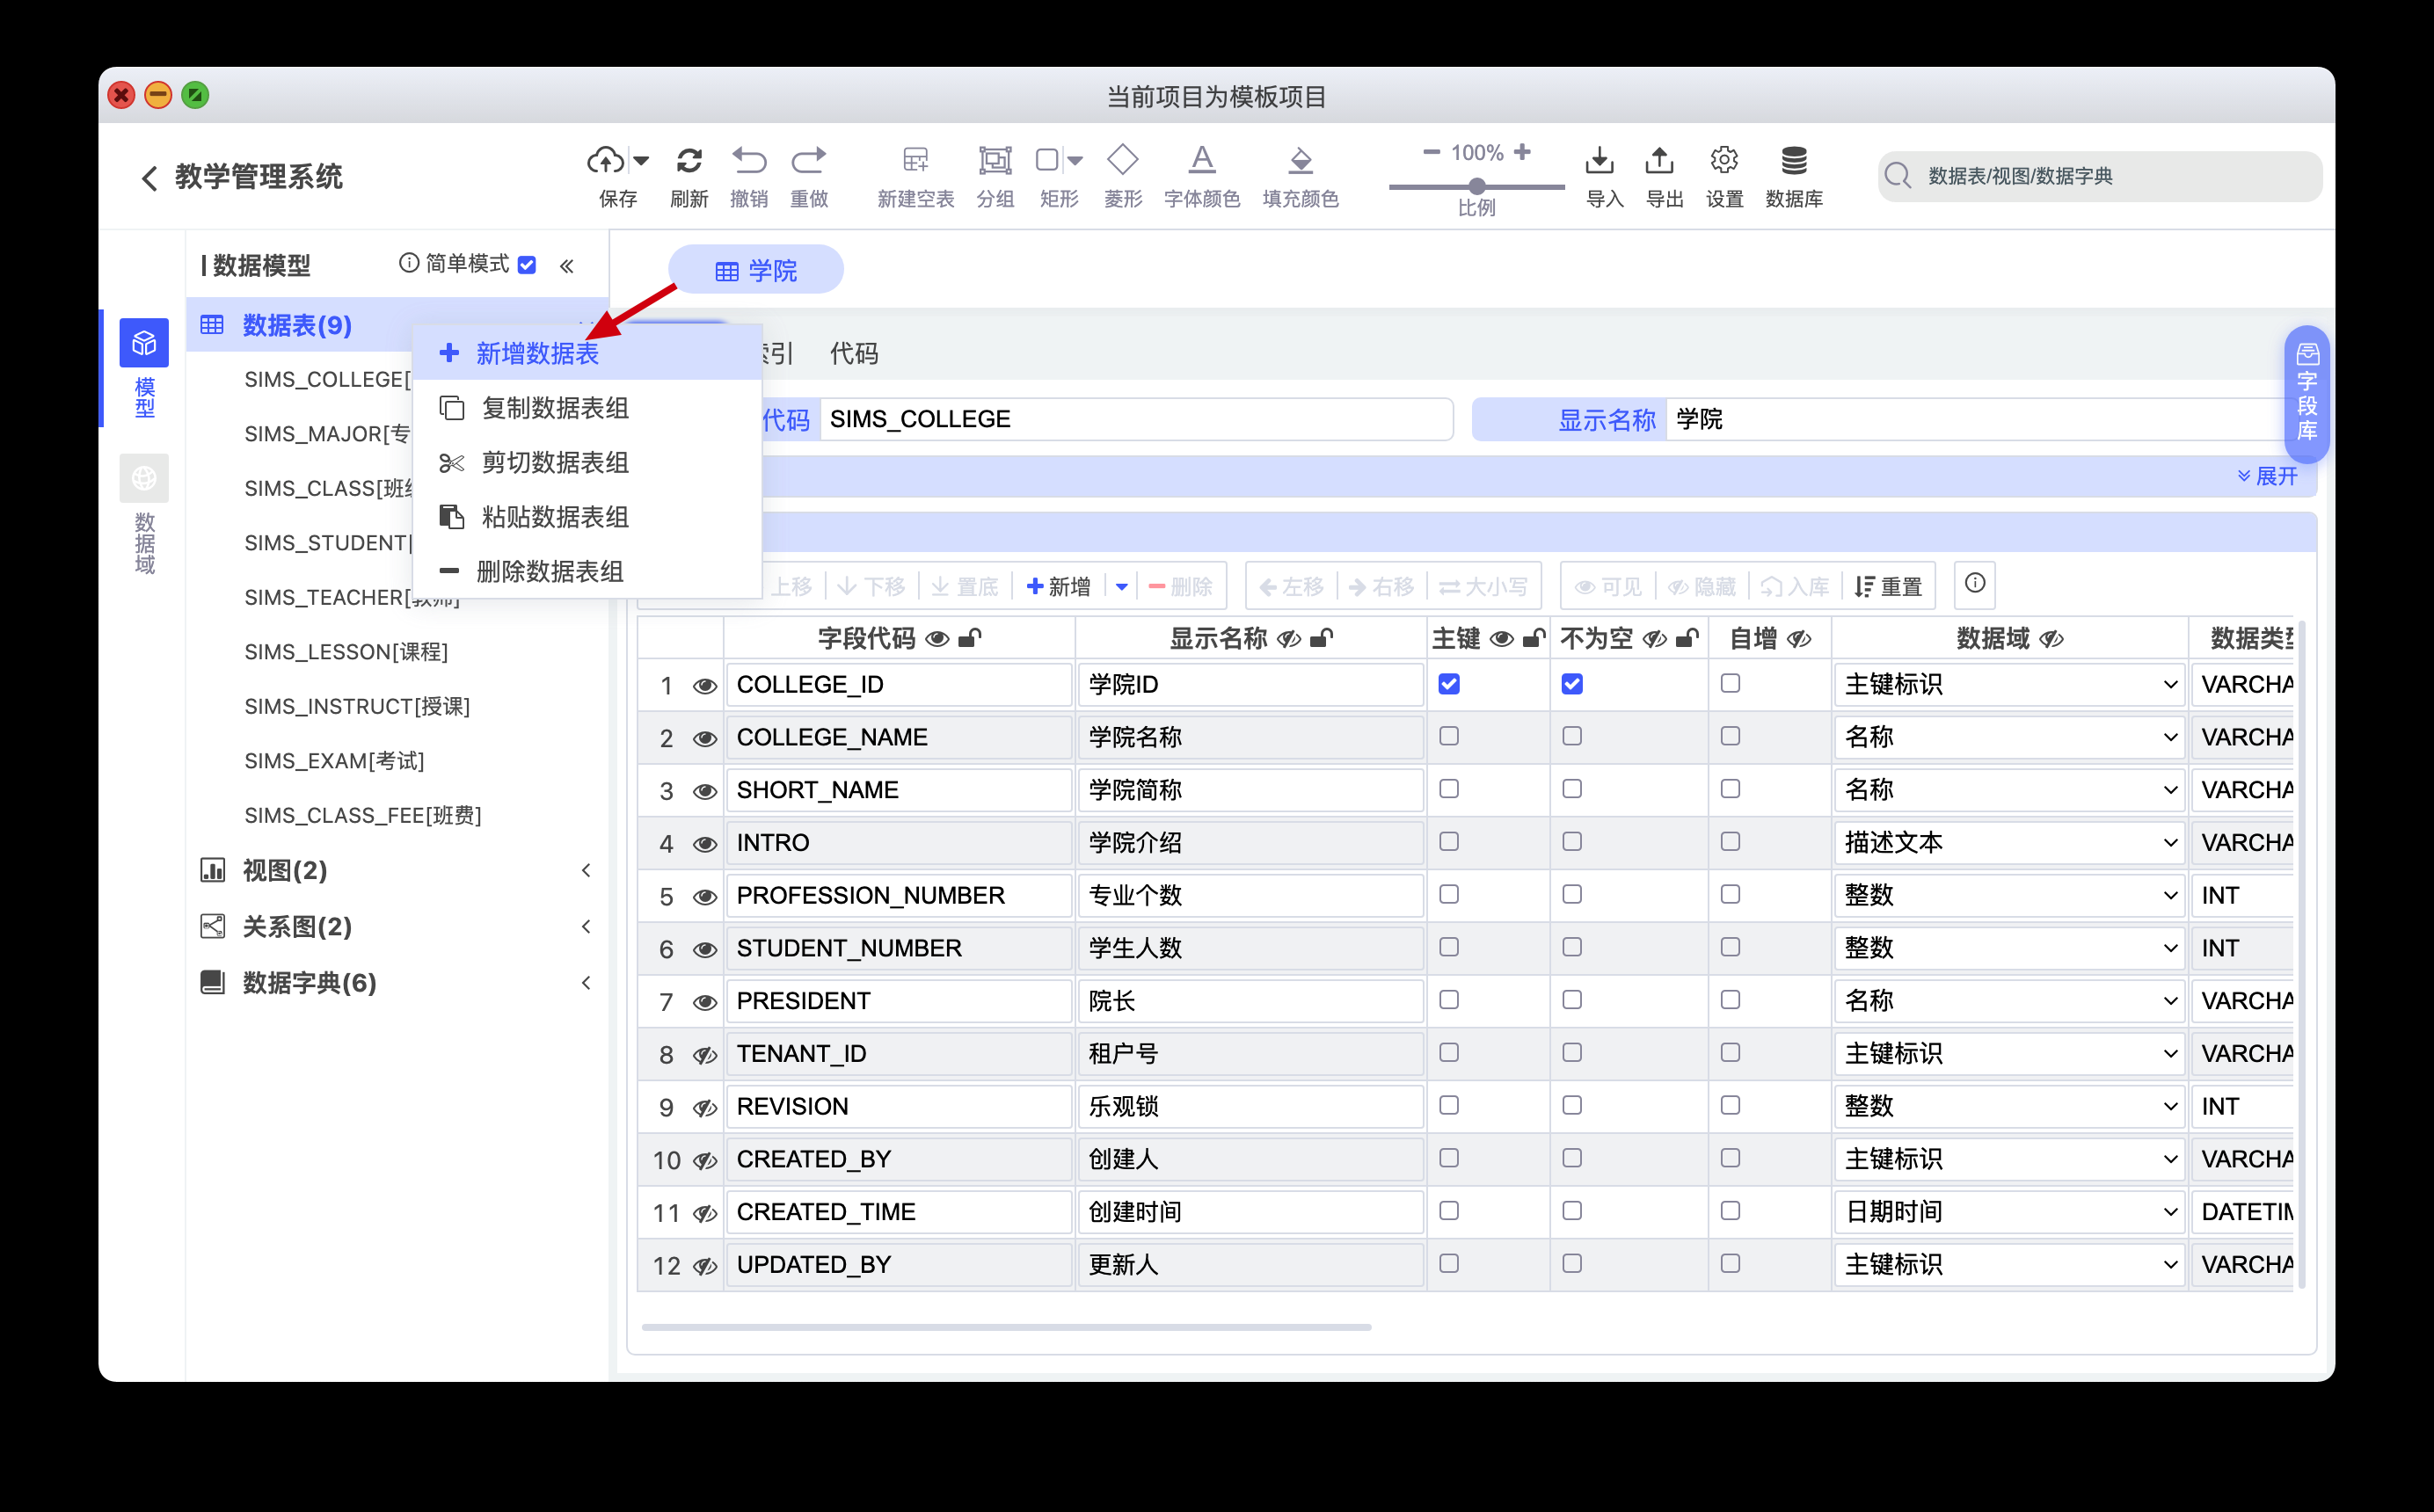 当前项目为模板项目
教学管理系统
保存 刷新 撤销 重做 新建空表 分组 矩形 菱形 字体颜色 填充颜色 100% 比例 导入 导出 设置 数据库
数据表/视图/数据字典
数据模型 简单模式
学院
模型
数据域
数据表(9)
SIMS_COLLEGE[
SIMS_MAJOR[专
SIMS_CLASS[班级
SIMS_STUDENT[
SIMS_TEACHER[教师]
SIMS_LESSON[课程]
SIMS_INSTRUCT[授课]
SIMS_EXAM[考试]
SIMS_CLASS_FEE[班费]
视图(2)
关系图(2)
数据字典(6)
新增数据表
复制数据表组
剪切数据表组
粘贴数据表组
删除数据表组
索引 代码
代码 SIMS_COLLEGE 显示名称 学院
字段库
展开
上移 下移 置底 新增 删除 左移 右移 大小写 可见 隐藏 入库 重置
字段代码 显示名称 主键 不为空 自增 数据域 数据类型
1 COLLEGE_ID 学院ID 主键标识 VARCHA
2 COLLEGE_NAME 学院名称 名称 VARCHA
3 SHORT_NAME 学院简称 名称 VARCHA
4 INTRO 学院介绍 描述文本 VARCHA
5 PROFESSION_NUMBER 专业个数 整数 INT
6 STUDENT_NUMBER 学生人数 整数 INT
7 PRESIDENT 院长 名称 VARCHA
8 TENANT_ID 租户号 主键标识 VARCHA
9 REVISION 乐观锁 整数 INT
10 CREATED_BY 创建人 主键标识 VARCHA
11 CREATED_TIME 创建时间 日期时间 DATETIM
12 UPDATED_BY 更新人 主键标识 VARCHA